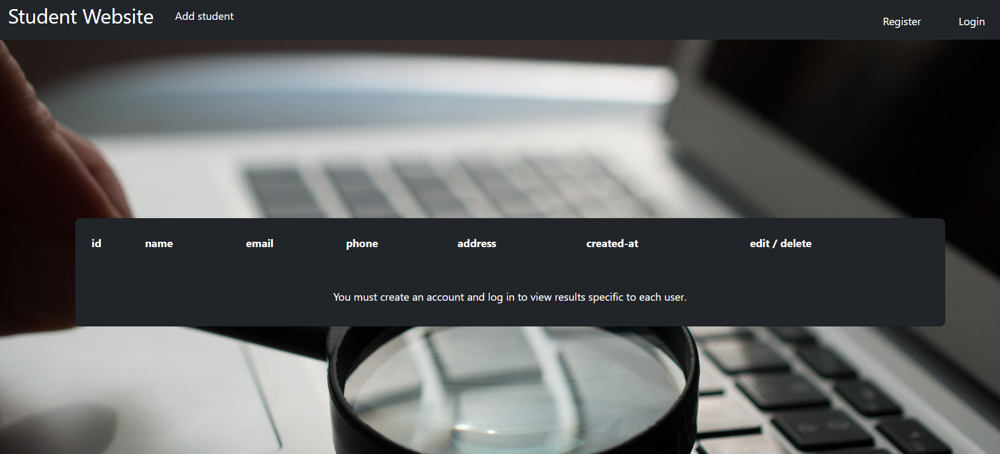 Student Website
Add student
Register
Login
id name email phone address created-at edit / delete
You must create an account and log in to view results specific to each user.